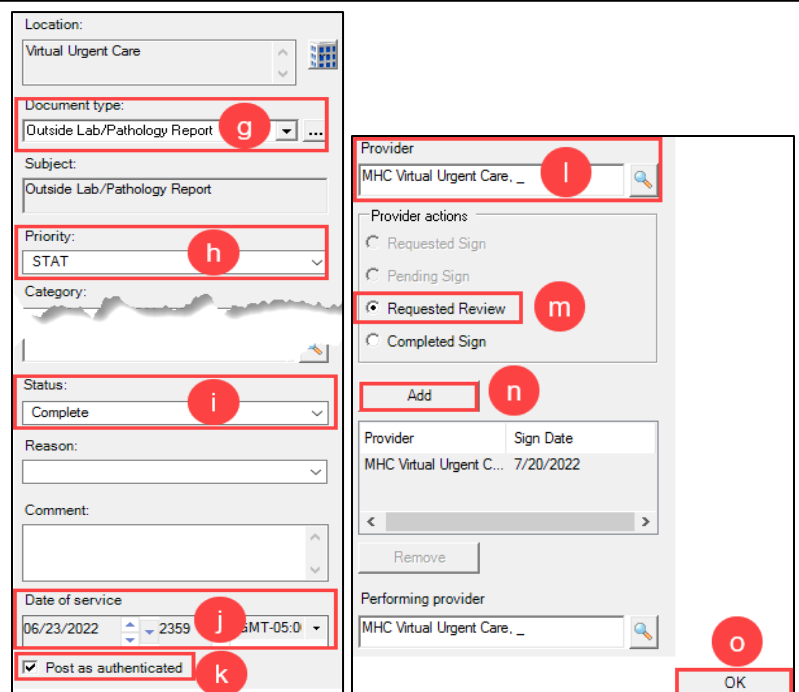 Location:
Virtual Urgent Care
Document type:
Outside Lab/Pathology Report
g
...
Subject:
Outside Lab/Pathology Report
Priority:
STAT
h
Category:
Status:
Complete
i
Reason:
Comment:
Date of service
06/23/2022 2359 j GMT-05:0
Post as authenticated
k
Provider
MHC Virtual Urgent Care, _
l
Provider actions
Requested Sign
Pending Sign
Requested Review
m
Completed Sign
Add
n
Provider Sign Date
MHC Virtual Urgent C... 7/20/2022
Remove
Performing provider
MHC Virtual Urgent Care, _
o
OK